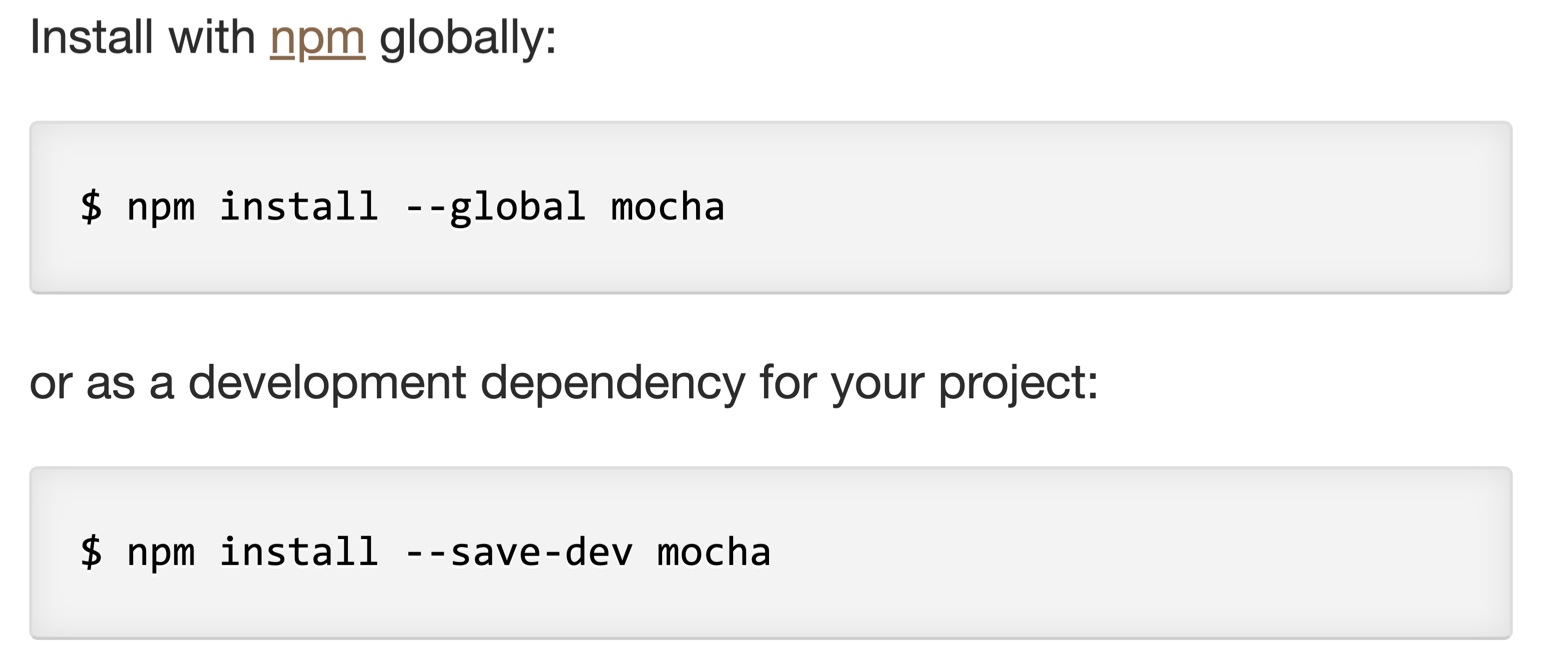 Install with npm globally:
$ npm install --global mocha
or as a development dependency for your project:
$ npm install --save-dev mocha